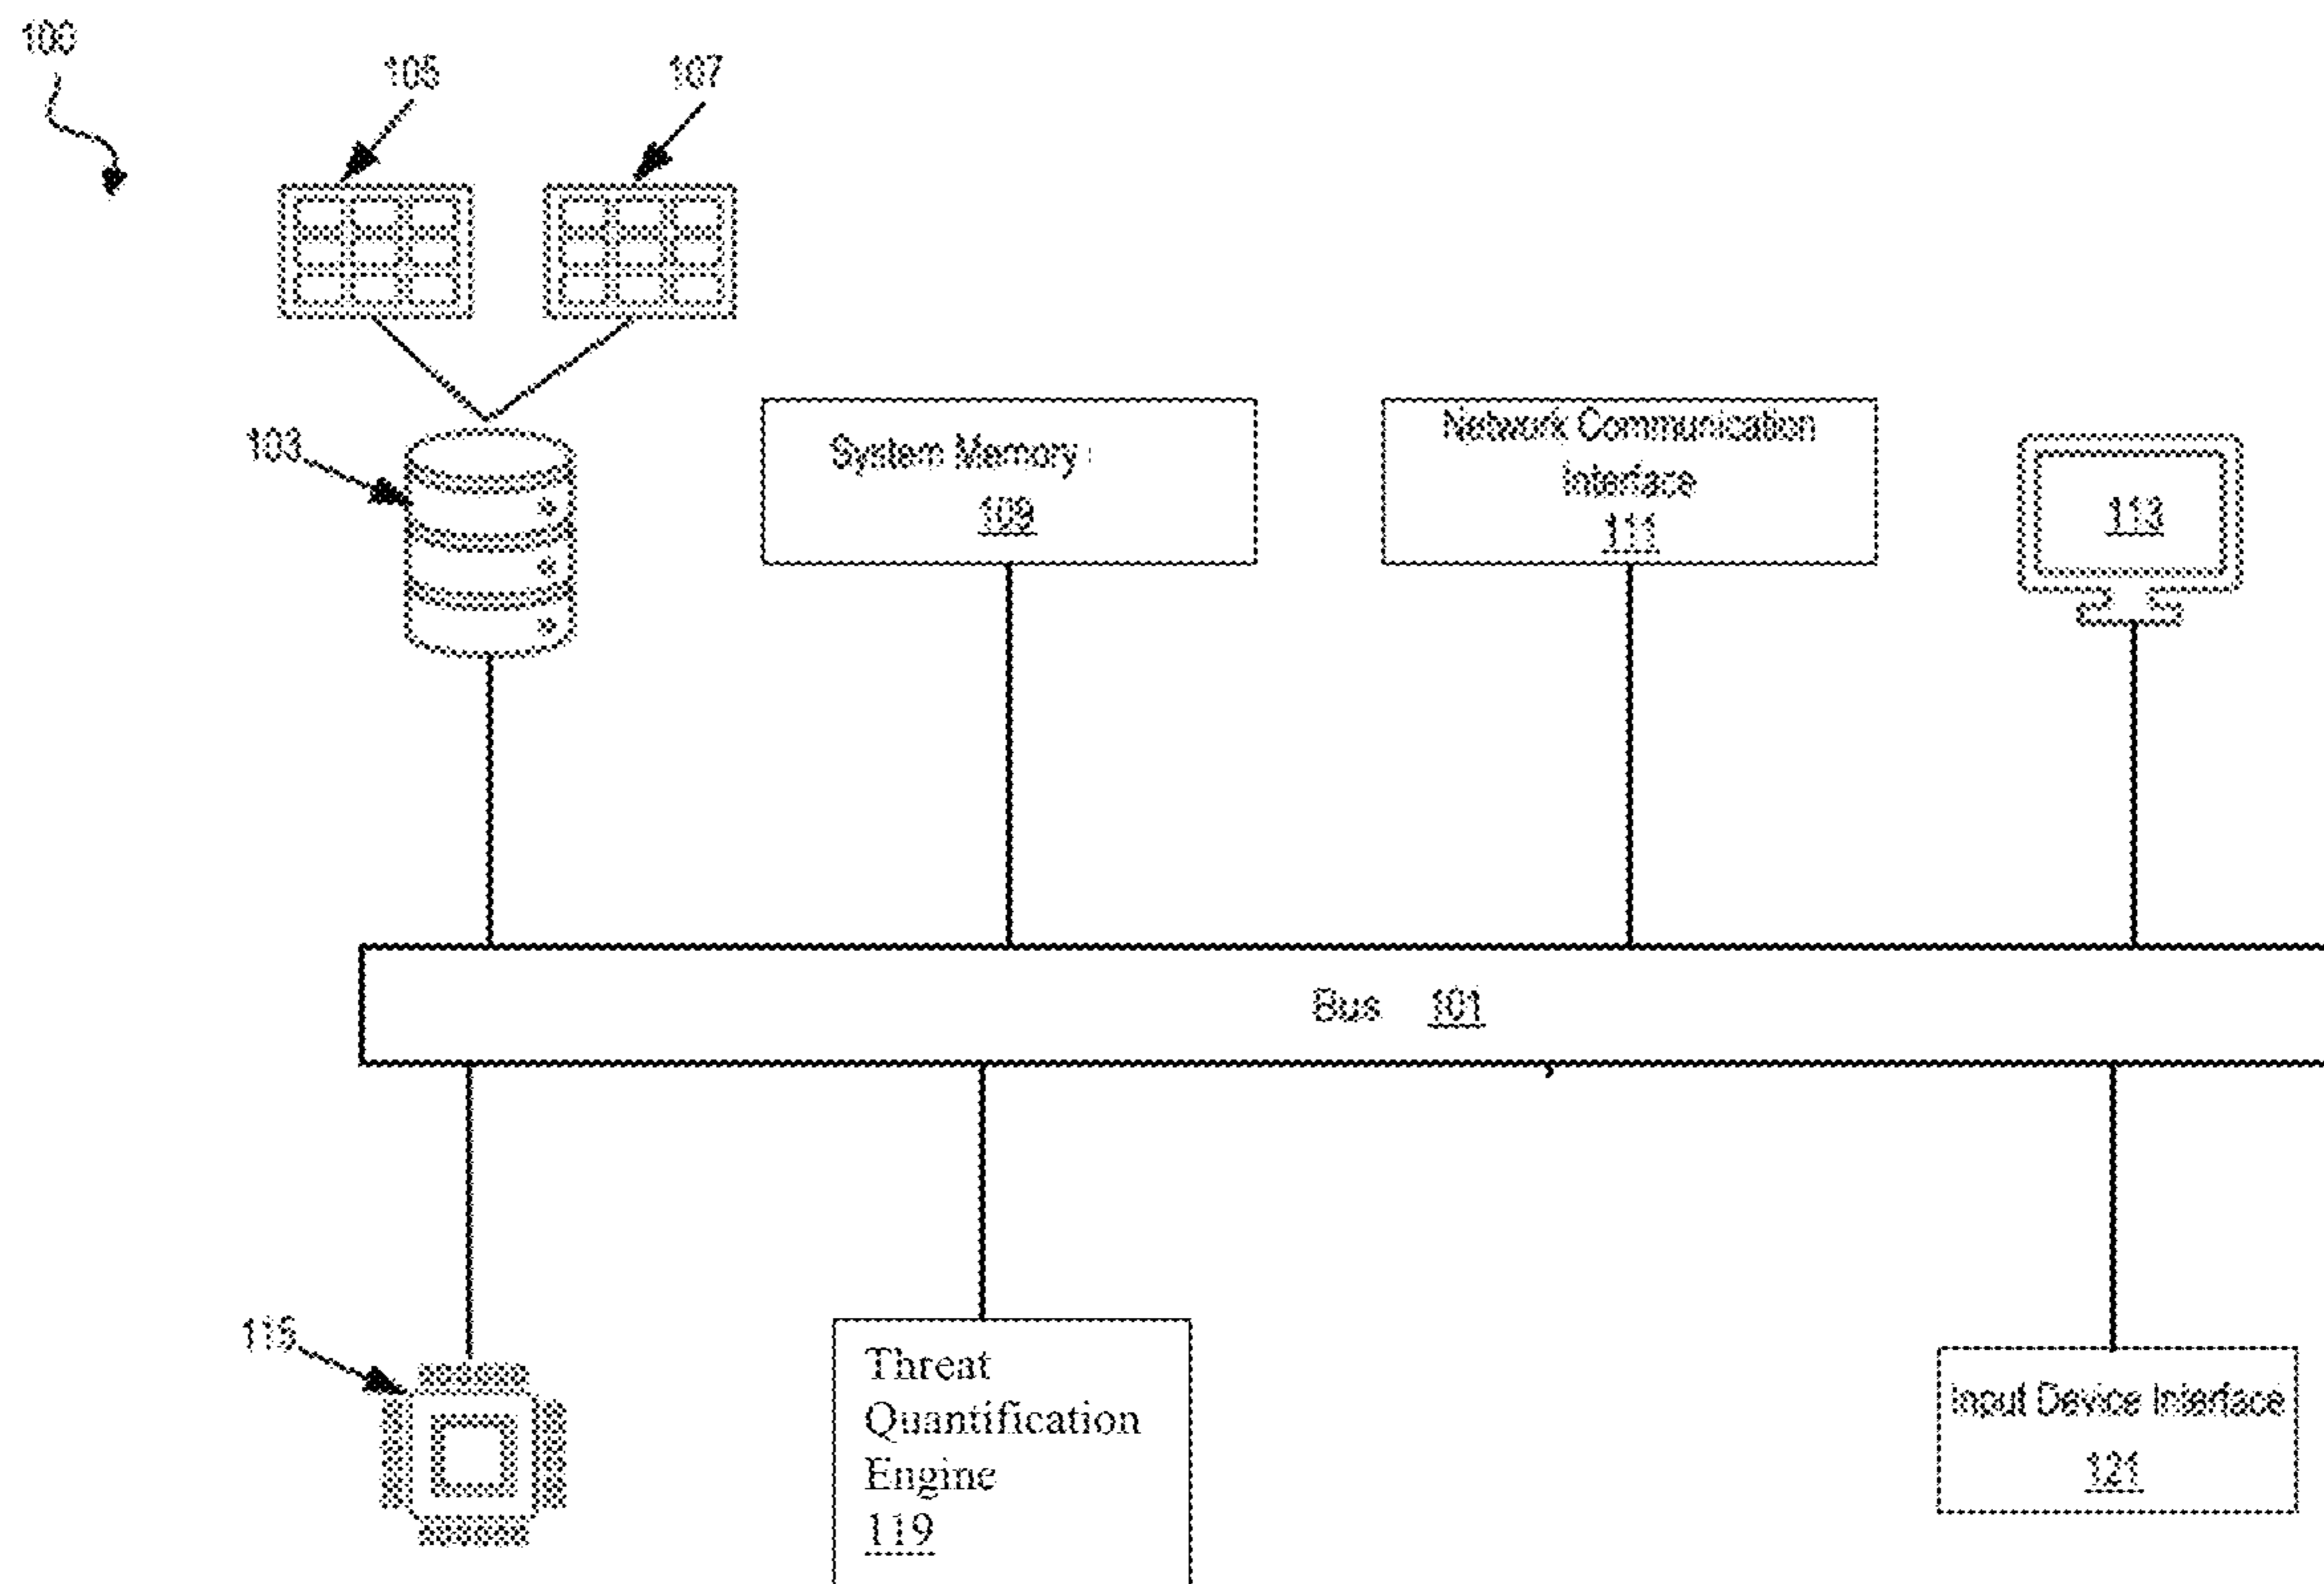 100
105
107
103
System Memory
109
Network Communication
Interface
111
113
Bus 101
115
Threat
Quantification
Engine
119
Input Device Interface
121